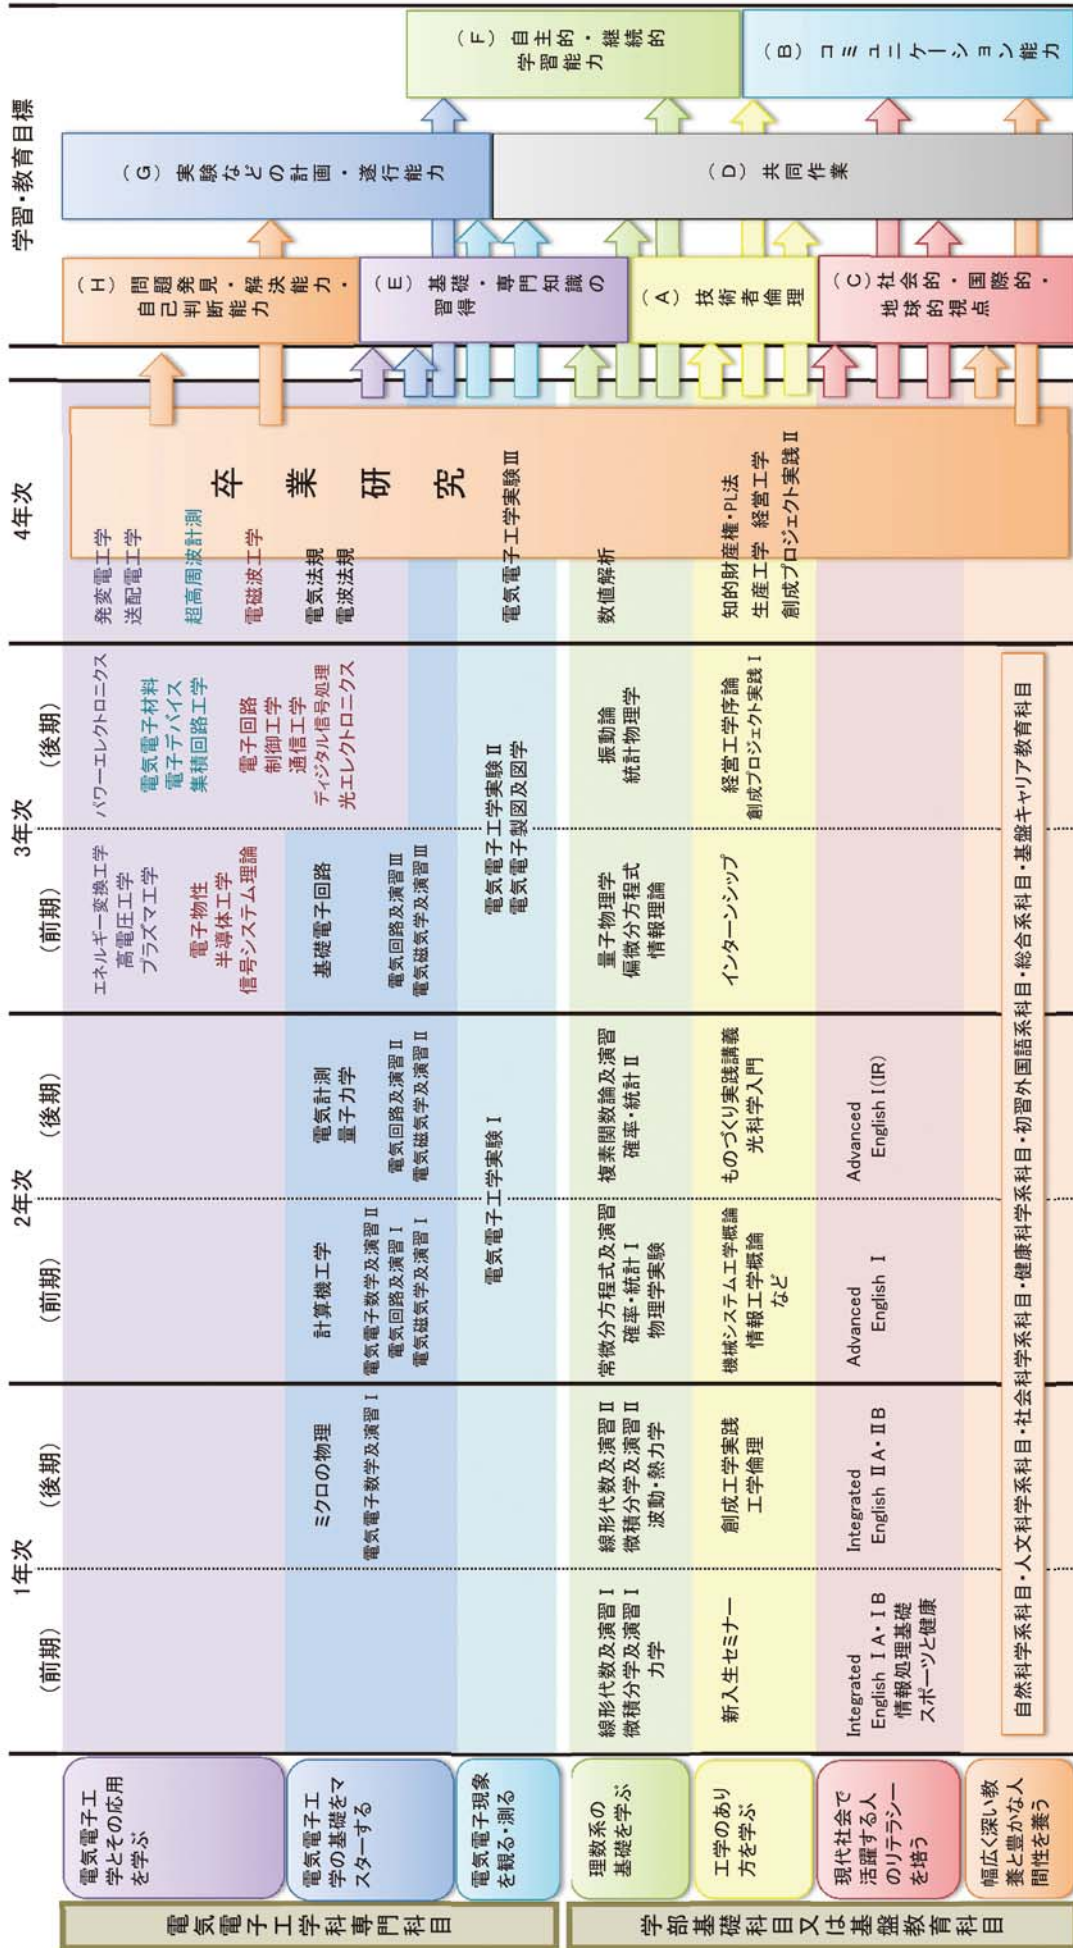 学習・教育目標
1年次
2年次
3年次
4年次
(前期)
(後期)
(前期)
(後期)
(前期)
(後期)
電気電子工学科専門科目
電気電子工
学とその応用
を学ぶ
エネルギー変換工学
高電圧工学
プラズマ工学
電子物性
半導体工学
信号システム理論
パワーエレクトロニクス
電気電子材料
電子デバイス
集積回路工学
電子回路
制御工学
通信工学
ディジタル信号処理
光エレクトロニクス
発変電工学
送配電工学
超高周波計測
電磁波工学
電気法規
電波法規
電気電子工
学の基礎をマ
スターする
ミクロの物理
電気電子数学及演習Ⅰ
計算機工学
電気電子数学及演習Ⅱ
電気回路及演習Ⅰ
電気磁気学及演習Ⅰ
電気計測
量子力学
電気回路及演習Ⅱ
電気磁気学及演習Ⅱ
基礎電子回路
電気回路及演習Ⅲ
電気磁気学及演習Ⅲ
電気電子現象
を観る・測る
電気電子工学実験Ⅰ
電気電子工学実験Ⅱ
電気電子製図及図学
電気電子工学実験Ⅲ
卒業研究
学部基礎科目又は基盤教育科目
理数系の
基礎を学ぶ
線形代数及演習Ⅰ
微積分学及演習Ⅰ
力学
線形代数及演習Ⅱ
微積分学及演習Ⅱ
波動・熱力学
常微分方程式及演習
確率・統計Ⅰ
物理学実験
複素関数論及演習
確率・統計Ⅱ
量子物理学
偏微分方程式
情報理論
振動論
統計物理学
数値解析
工学のあり
方を学ぶ
新入生セミナー
創成工学実践
工学倫理
機械システム工学概論
情報工学概論
など
ものづくり実践講義
光科学入門
インターンシップ
経営工学序論
創成プロジェクト実践Ⅰ
知的財産権・PL法
生産工学 経営工学
創成プロジェクト実践Ⅱ
現代社会で
活躍する人
のリテラシー
を培う
Integrated
English ⅠA・ⅠB
情報処理基礎
スポーツと健康
Integrated
English ⅡA・ⅡB
Advanced
English Ⅰ
Advanced
English Ⅰ(IR)
幅広く深い教
養と豊かな人
間性を養う
自然科学系科目・人文科学系科目・社会科学系科目・健康科学系科目・初習外国語系科目・総合系科目・基盤キャリア教育科目
(H) 問題発見・解決能力・
自己判断能力
(E) 基礎・専門知識の
習得
(A) 技術者倫理
(C) 社会的・国際的・
地球的視点
(G) 実験などの計画・遂行能力
(D) 共同作業
(F) 自主的・継続的
学習能力
(B) コミュニケーション能力